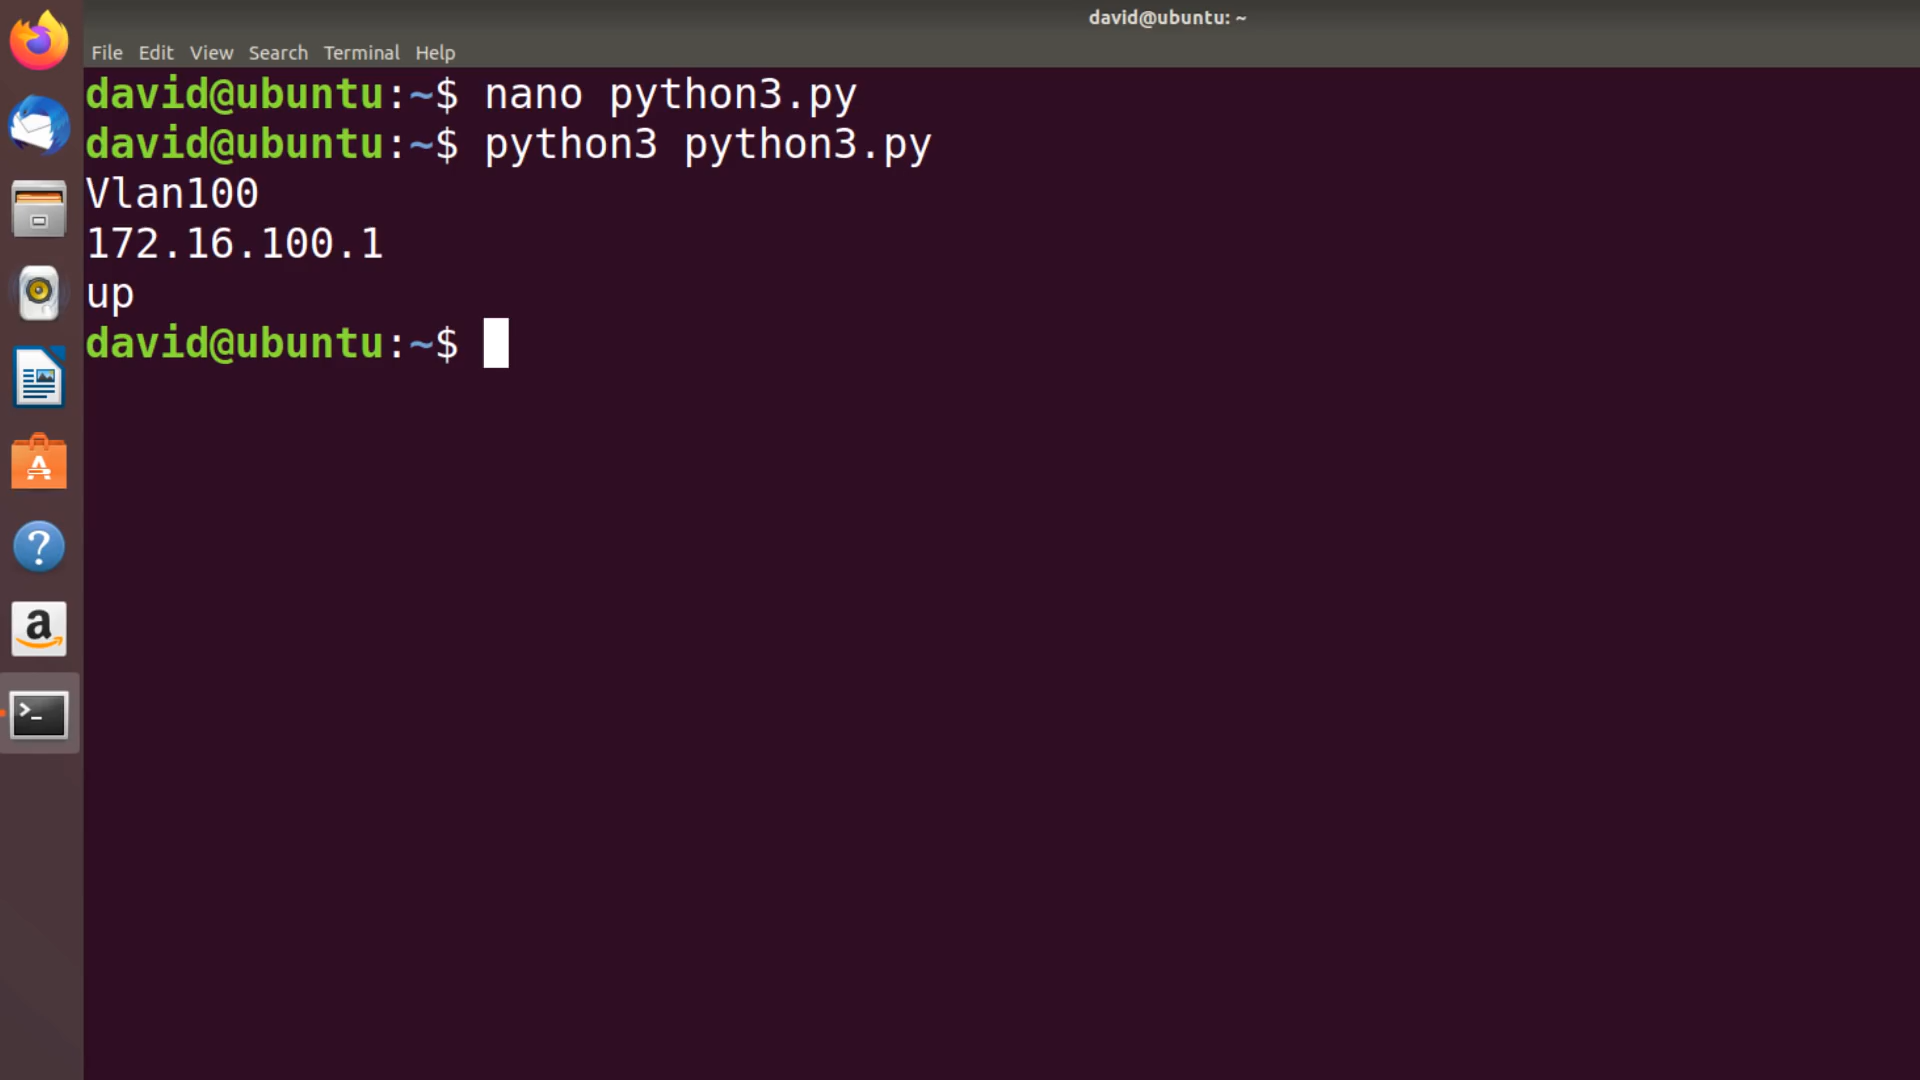 david@ubuntu: ~
File Edit View Search Terminal Help
david@ubuntu:~$ nano python3.py
david@ubuntu:~$ python3 python3.py
Vlan100
172.16.100.1
up
david@ubuntu:~$